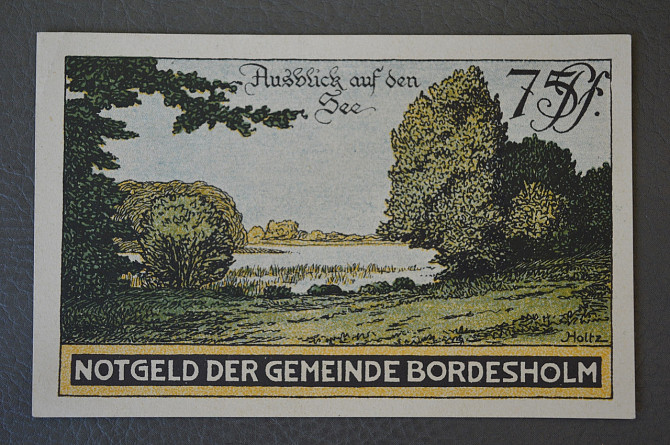 Ausblick auf den
See
75 Pf.
Holtz
NOTGELD DER GEMEINDE BORDESHOLM